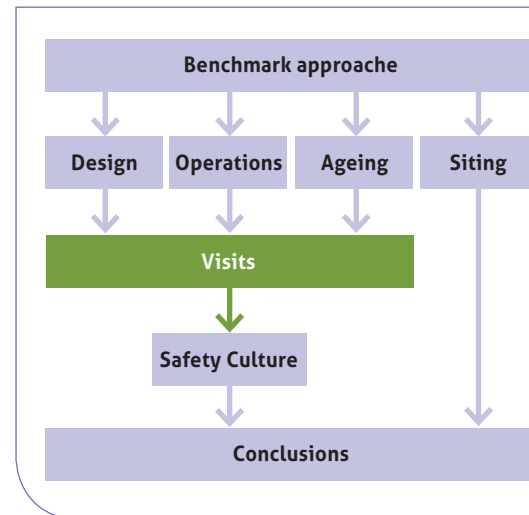 Benchmark approache
Design
Operations
Ageing
Siting
Visits
Safety Culture
Conclusions